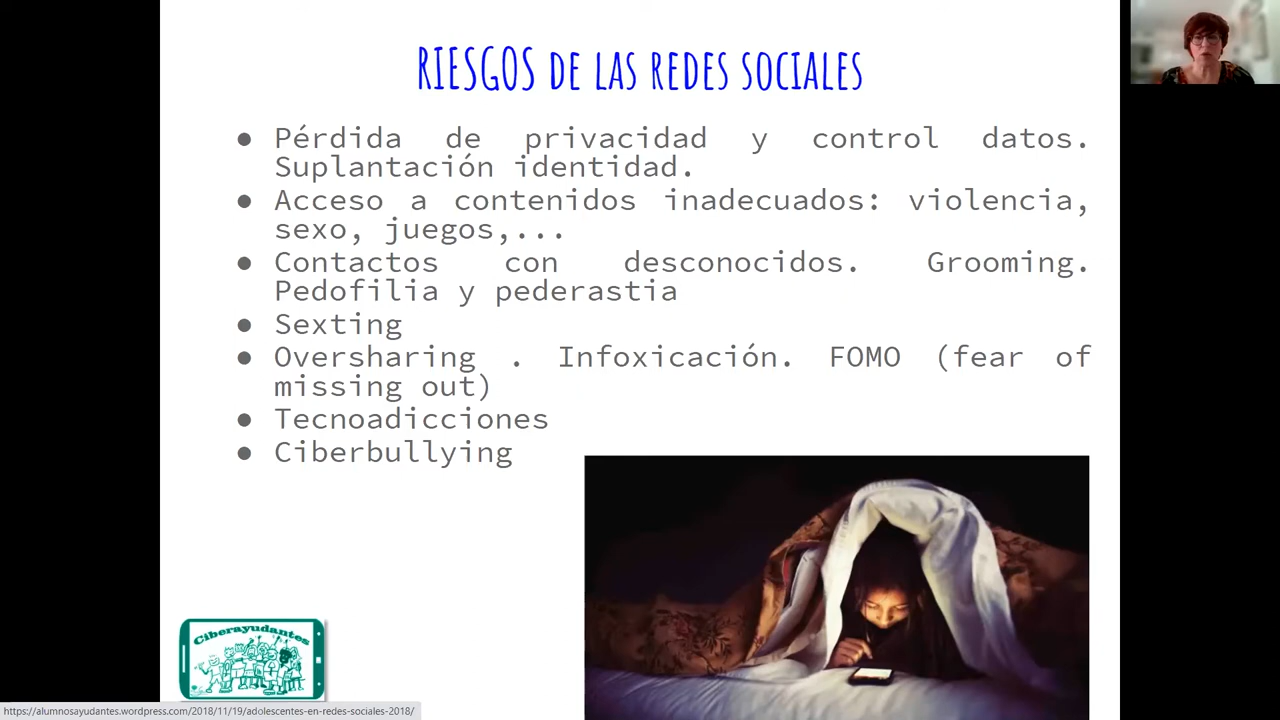 RIESGOS DE LAS REDES SOCIALES
● Pérdida de privacidad y control datos.
Suplantación identidad.
● Acceso a contenidos inadecuados: violencia,
sexo, juegos,...
● Contactos con desconocidos. Grooming.
Pedofilia y pederastia
● Sexting
● Oversharing . Infoxicación. FOMO (fear of
missing out)
● Tecnoadicciones
● Ciberbullying
Ciberayudantes
https://alumnosayudantes.wordpress.com/2018/11/19/adolescentes-en-redes-sociales-2018/